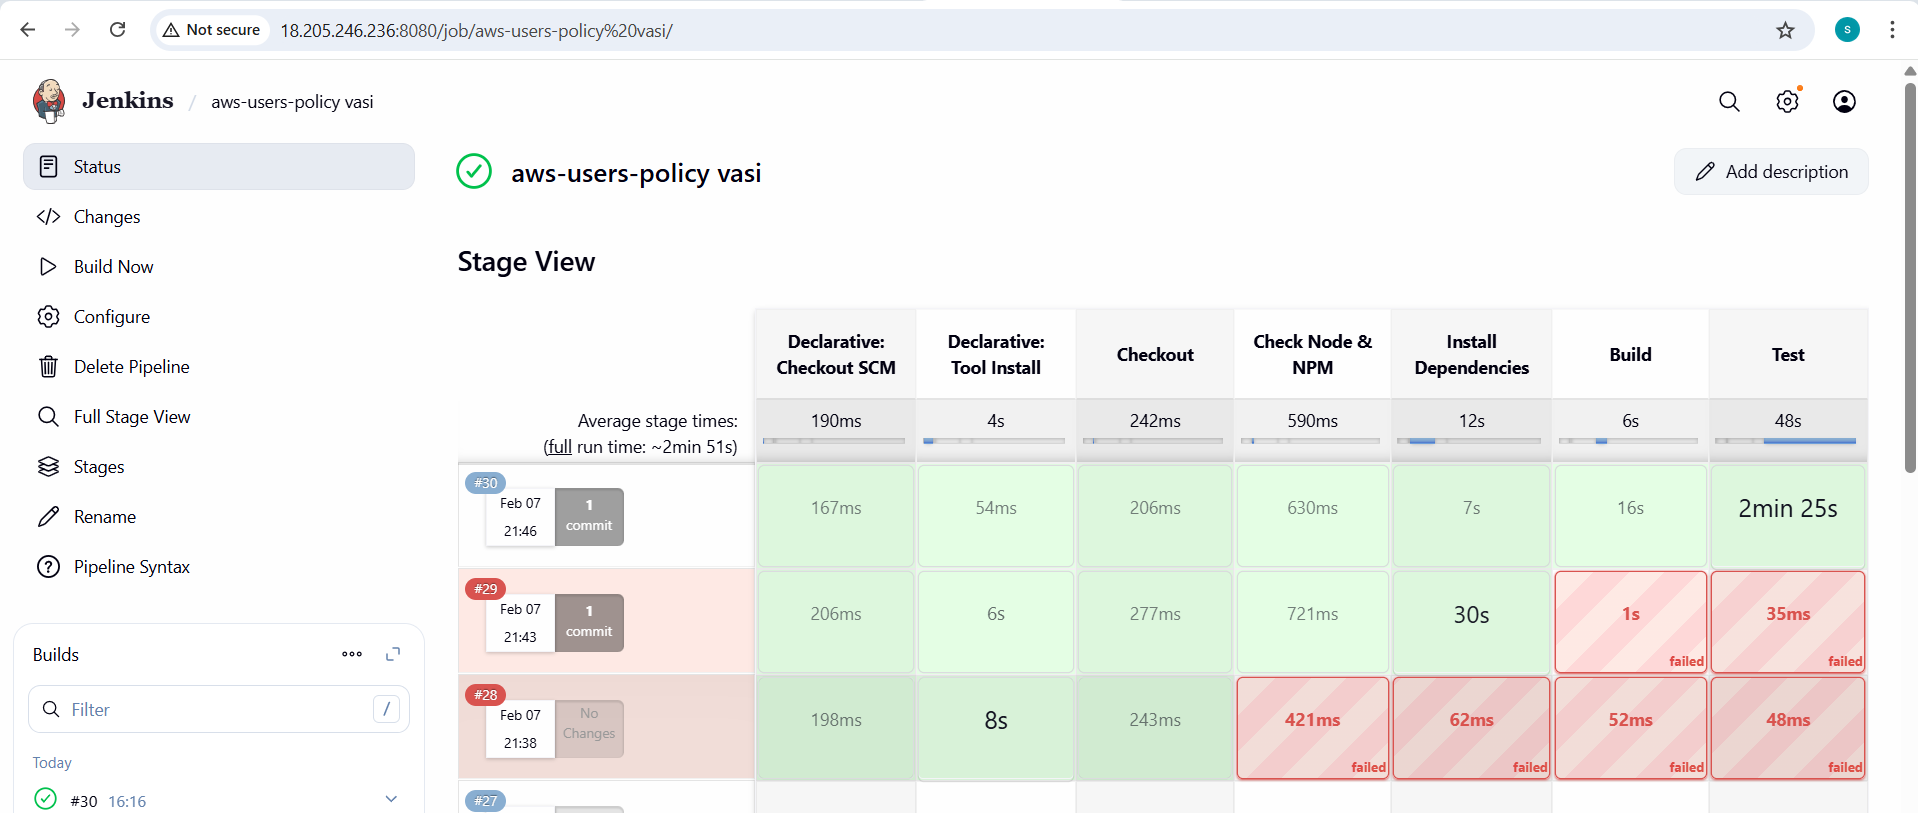 Not secure
18.205.246.236:8080/job/aws-users-policy%20vasi/
s
Jenkins / aws-users-policy vasi
Status
Changes
Build Now
Configure
Delete Pipeline
Full Stage View
Stages
Rename
Pipeline Syntax
Builds
Filter
/
Today
#30 16:16
aws-users-policy vasi
Add description
Stage View
Declarative:
Checkout SCM
Declarative:
Tool Install
Checkout
Check Node &
NPM
Install
Dependencies
Build
Test
Average stage times:
(full run time: ~2min 51s)
190ms
4s
242ms
590ms
12s
6s
48s
#30
Feb 07
21:46
1
commit
167ms
54ms
206ms
630ms
7s
16s
2min 25s
#29
Feb 07
21:43
1
commit
206ms
6s
277ms
721ms
30s
1s
failed
35ms
failed
#28
Feb 07
21:38
No
Changes
198ms
8s
243ms
421ms
failed
62ms
failed
52ms
failed
48ms
failed
#27